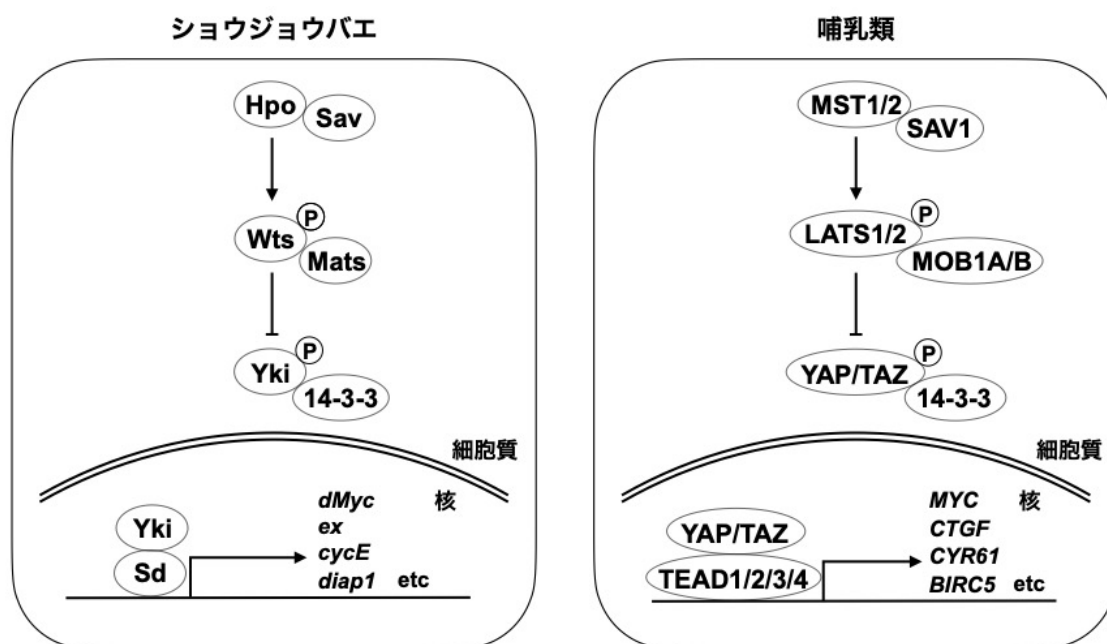 ショウジョウバエ
Hpo
Sav
P
Wts
Mats
P
Yki
14-3-3
細胞質
核
Yki
Sd
dMyc
ex
cycE
diap1 etc
哺乳類
MST1/2
SAV1
P
LATS1/2
MOB1A/B
P
YAP/TAZ
14-3-3
細胞質
核
YAP/TAZ
TEAD1/2/3/4
MYC
CTGF
CYR61
BIRC5 etc